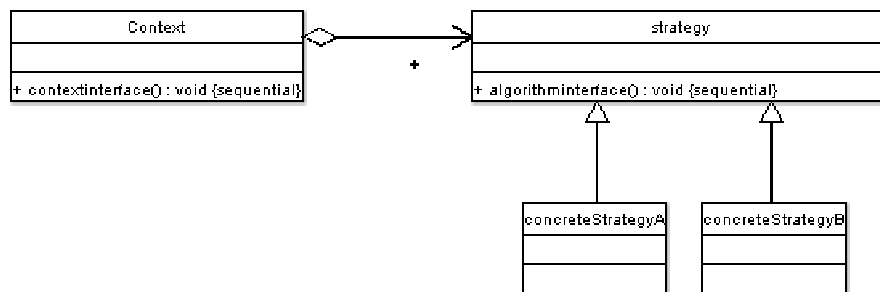 Context
strategy
+ contextinterface() : void {sequential}
+
+ algorithminterface() : void {sequential}
concreteStrategyA
concreteStrategyB